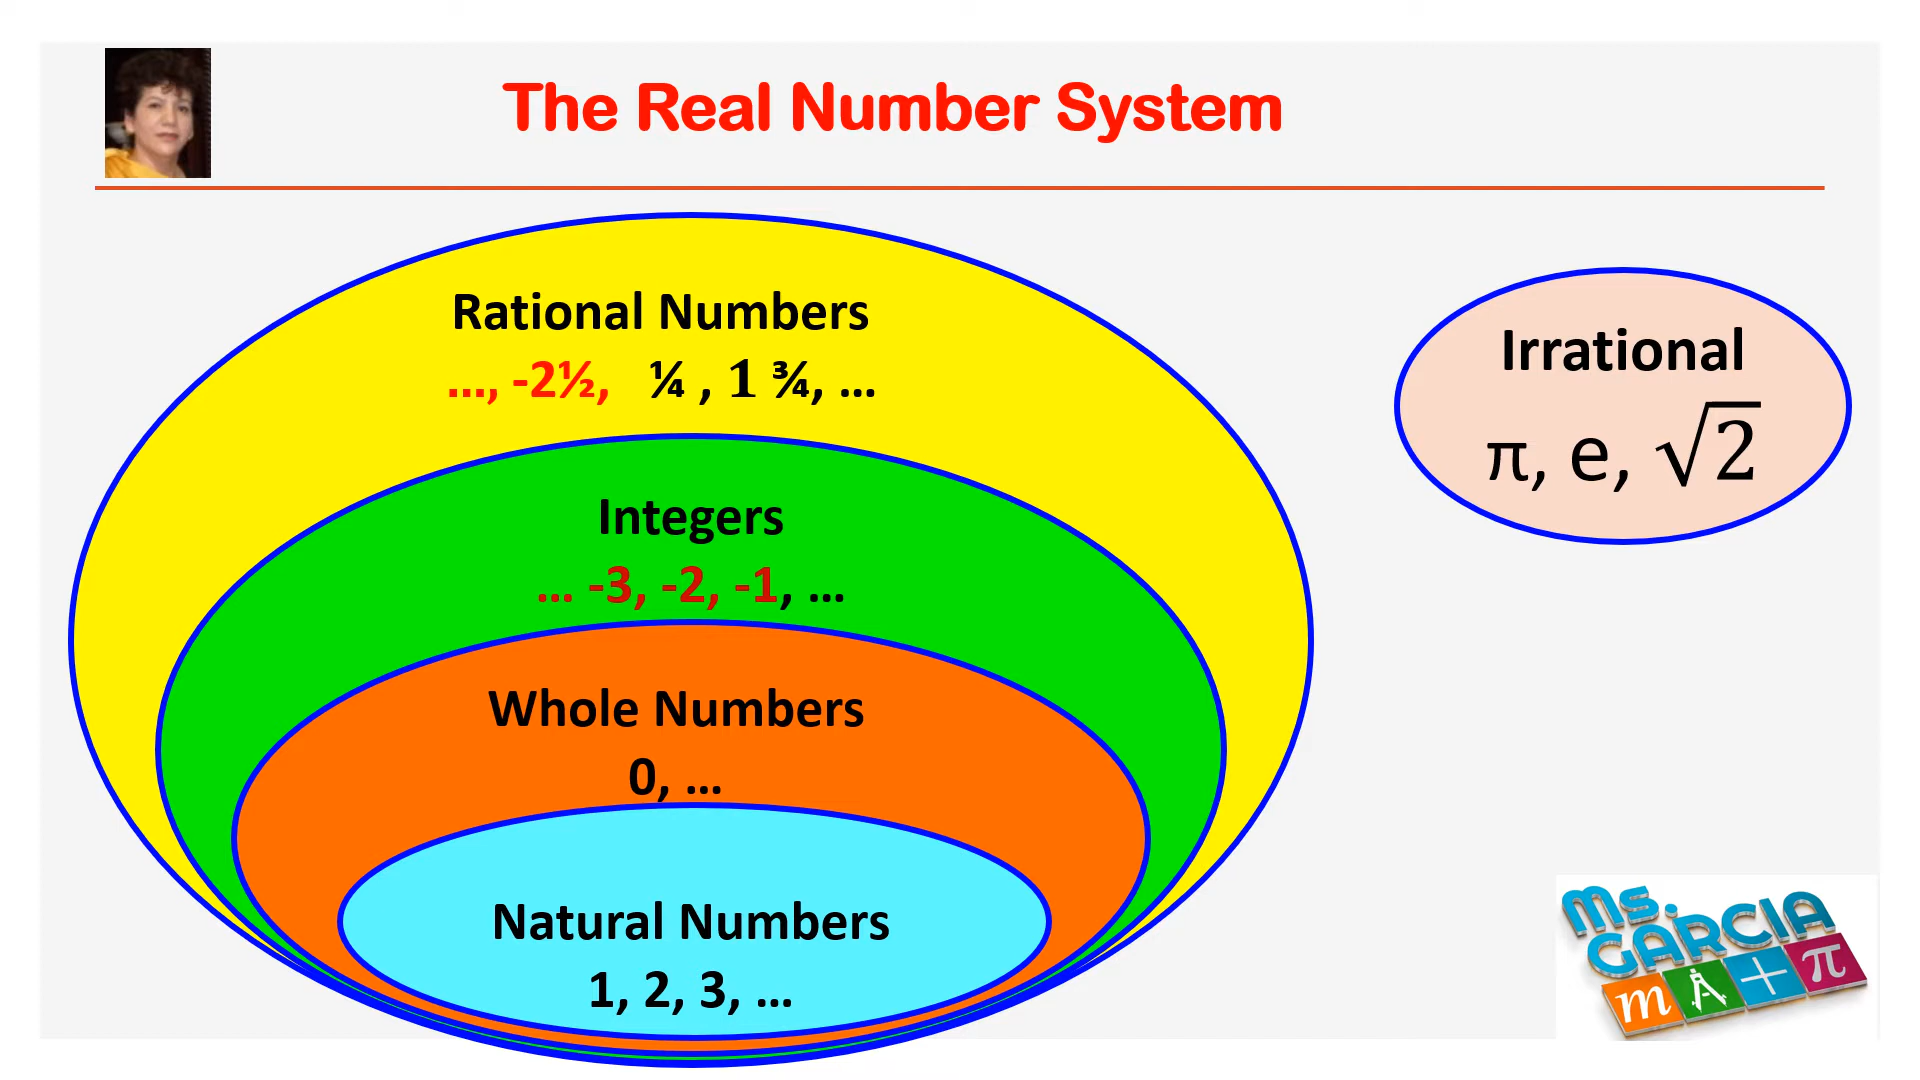 The Real Number System
Rational Numbers
..., -2½, ¼ , 1 ¾, ...
Irrational
π, e, √2
Integers
... -3, -2, -1, ...
Whole Numbers
0, ...
Natural Numbers
1, 2, 3, ...
Ms.
GARCIA
m A + π